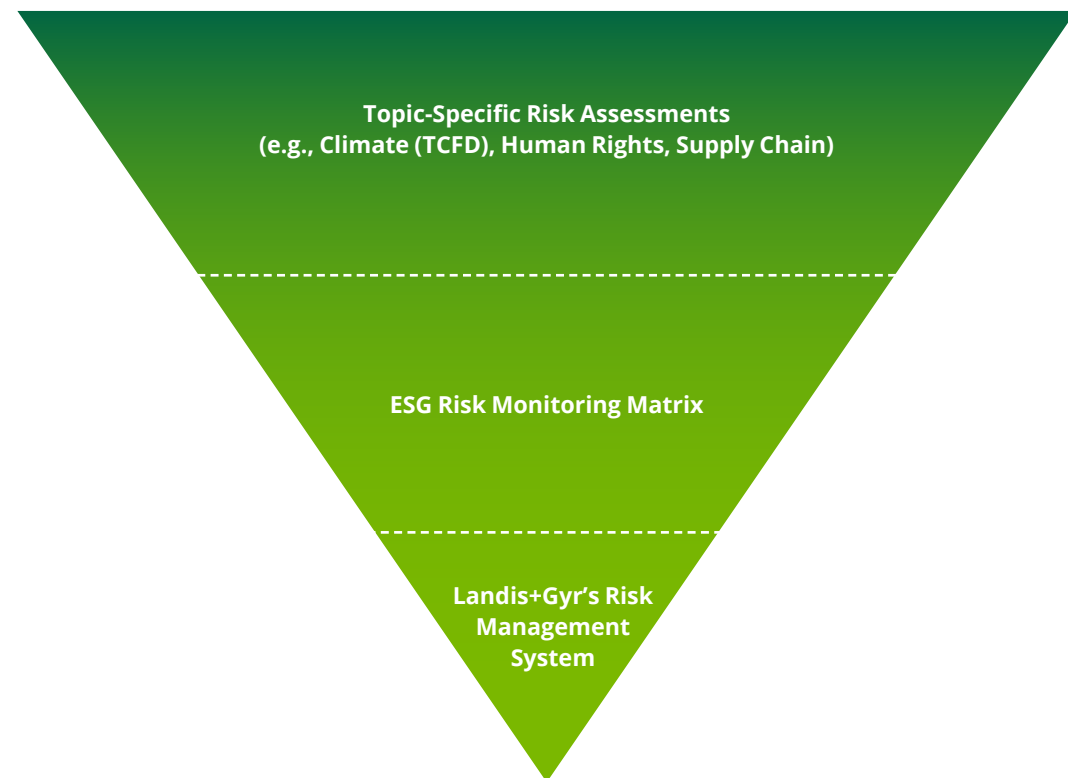 Topic-Specific Risk Assessments
(e.g., Climate (TCFD), Human Rights, Supply Chain)
ESG Risk Monitoring Matrix
Landis+Gyr’s Risk
Management
System